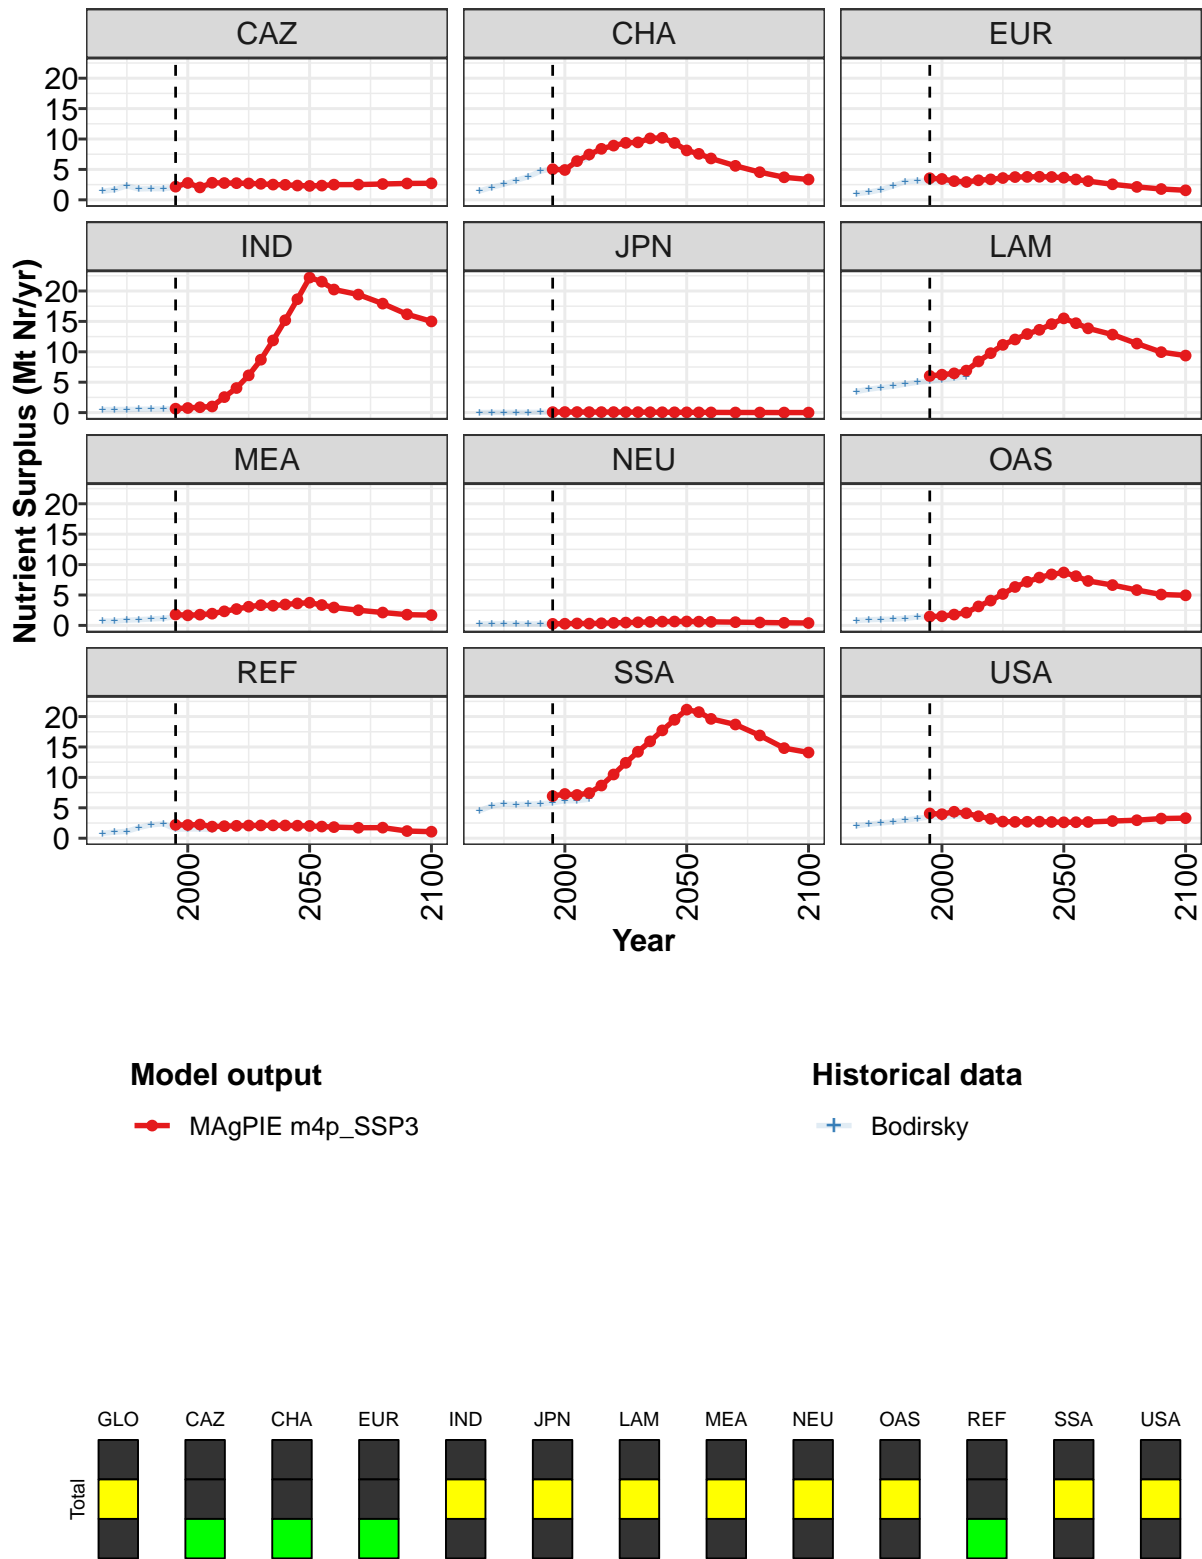 CAZ CHA EUR
20
15
10
5
0
IND JPN LAM
20
15
10
5
0
MEA NEU OAS
20
15
10
5
0
REF SSA USA
20
15
10
5
0
Nutrient Surplus (Mt Nr/yr)
2000 2050 2100 2000 2050 2100 2000 2050 2100
Year
Model output
MAgPIE m4p_SSP3
Historical data
Bodirsky
GLO CAZ CHA EUR IND JPN LAM MEA NEU OAS REF SSA USA
Total